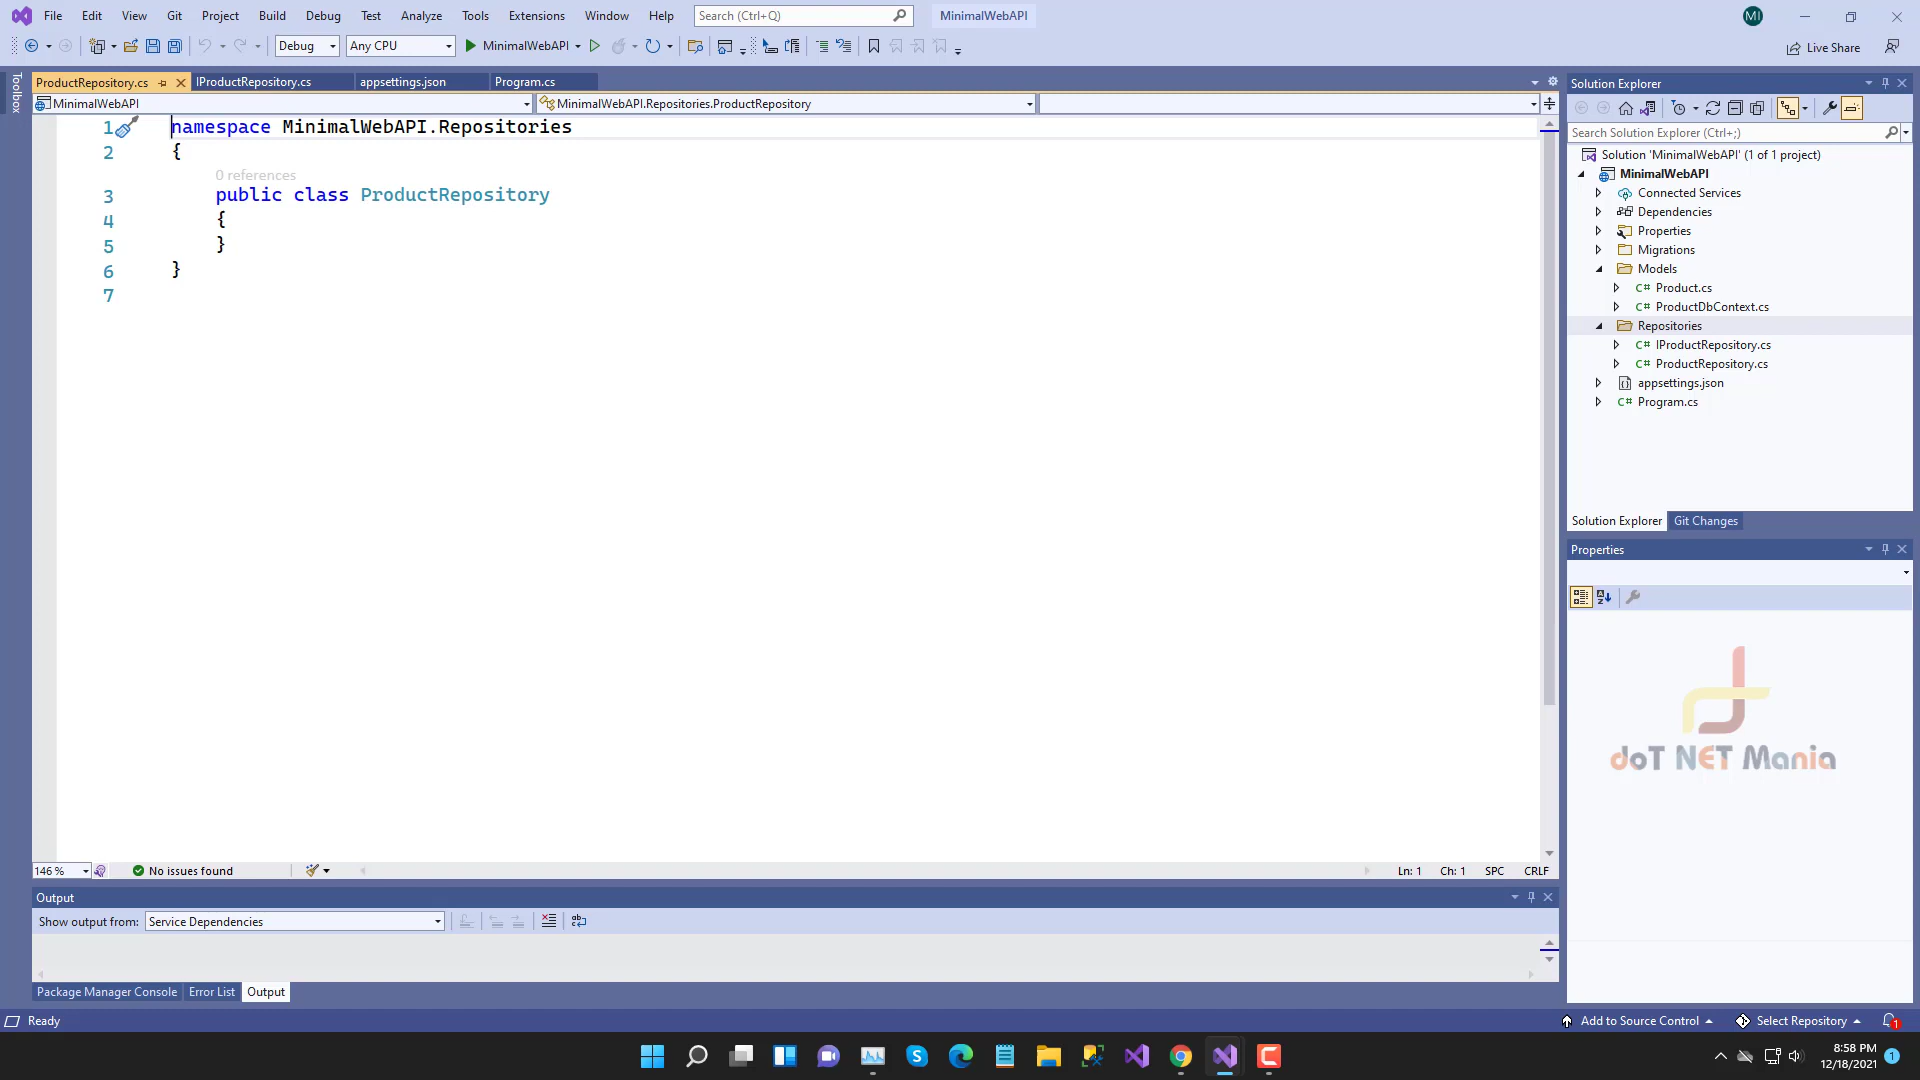 File Edit View Git Project Build Debug Test Analyze Tools Extensions Window Help Search (Ctrl+Q) MinimalWebAPI MI
Debug Any CPU MinimalWebAPI Live Share
Toolbox
ProductRepository.cs IProductRepository.cs appsettings.json Program.cs
MinimalWebAPI MinimalWebAPI.Repositories.ProductRepository
1 namespace MinimalWebAPI.Repositories
2 {
0 references
3 public class ProductRepository
4 {
5 }
6 }
7
146 % No issues found Ln: 1 Ch: 1 SPC CRLF
Output
Show output from: Service Dependencies
Package Manager Console Error List Output
Solution Explorer
Search Solution Explorer (Ctrl+;)
Solution 'MinimalWebAPI' (1 of 1 project)
MinimalWebAPI
Connected Services
Dependencies
Properties
Migrations
Models
C# Product.cs
C# ProductDbContext.cs
Repositories
C# IProductRepository.cs
C# ProductRepository.cs
appsettings.json
C# Program.cs
Solution Explorer Git Changes
Properties
doT NET Mania
Ready Add to Source Control Select Repository 1
8:58 PM
12/18/2021 1